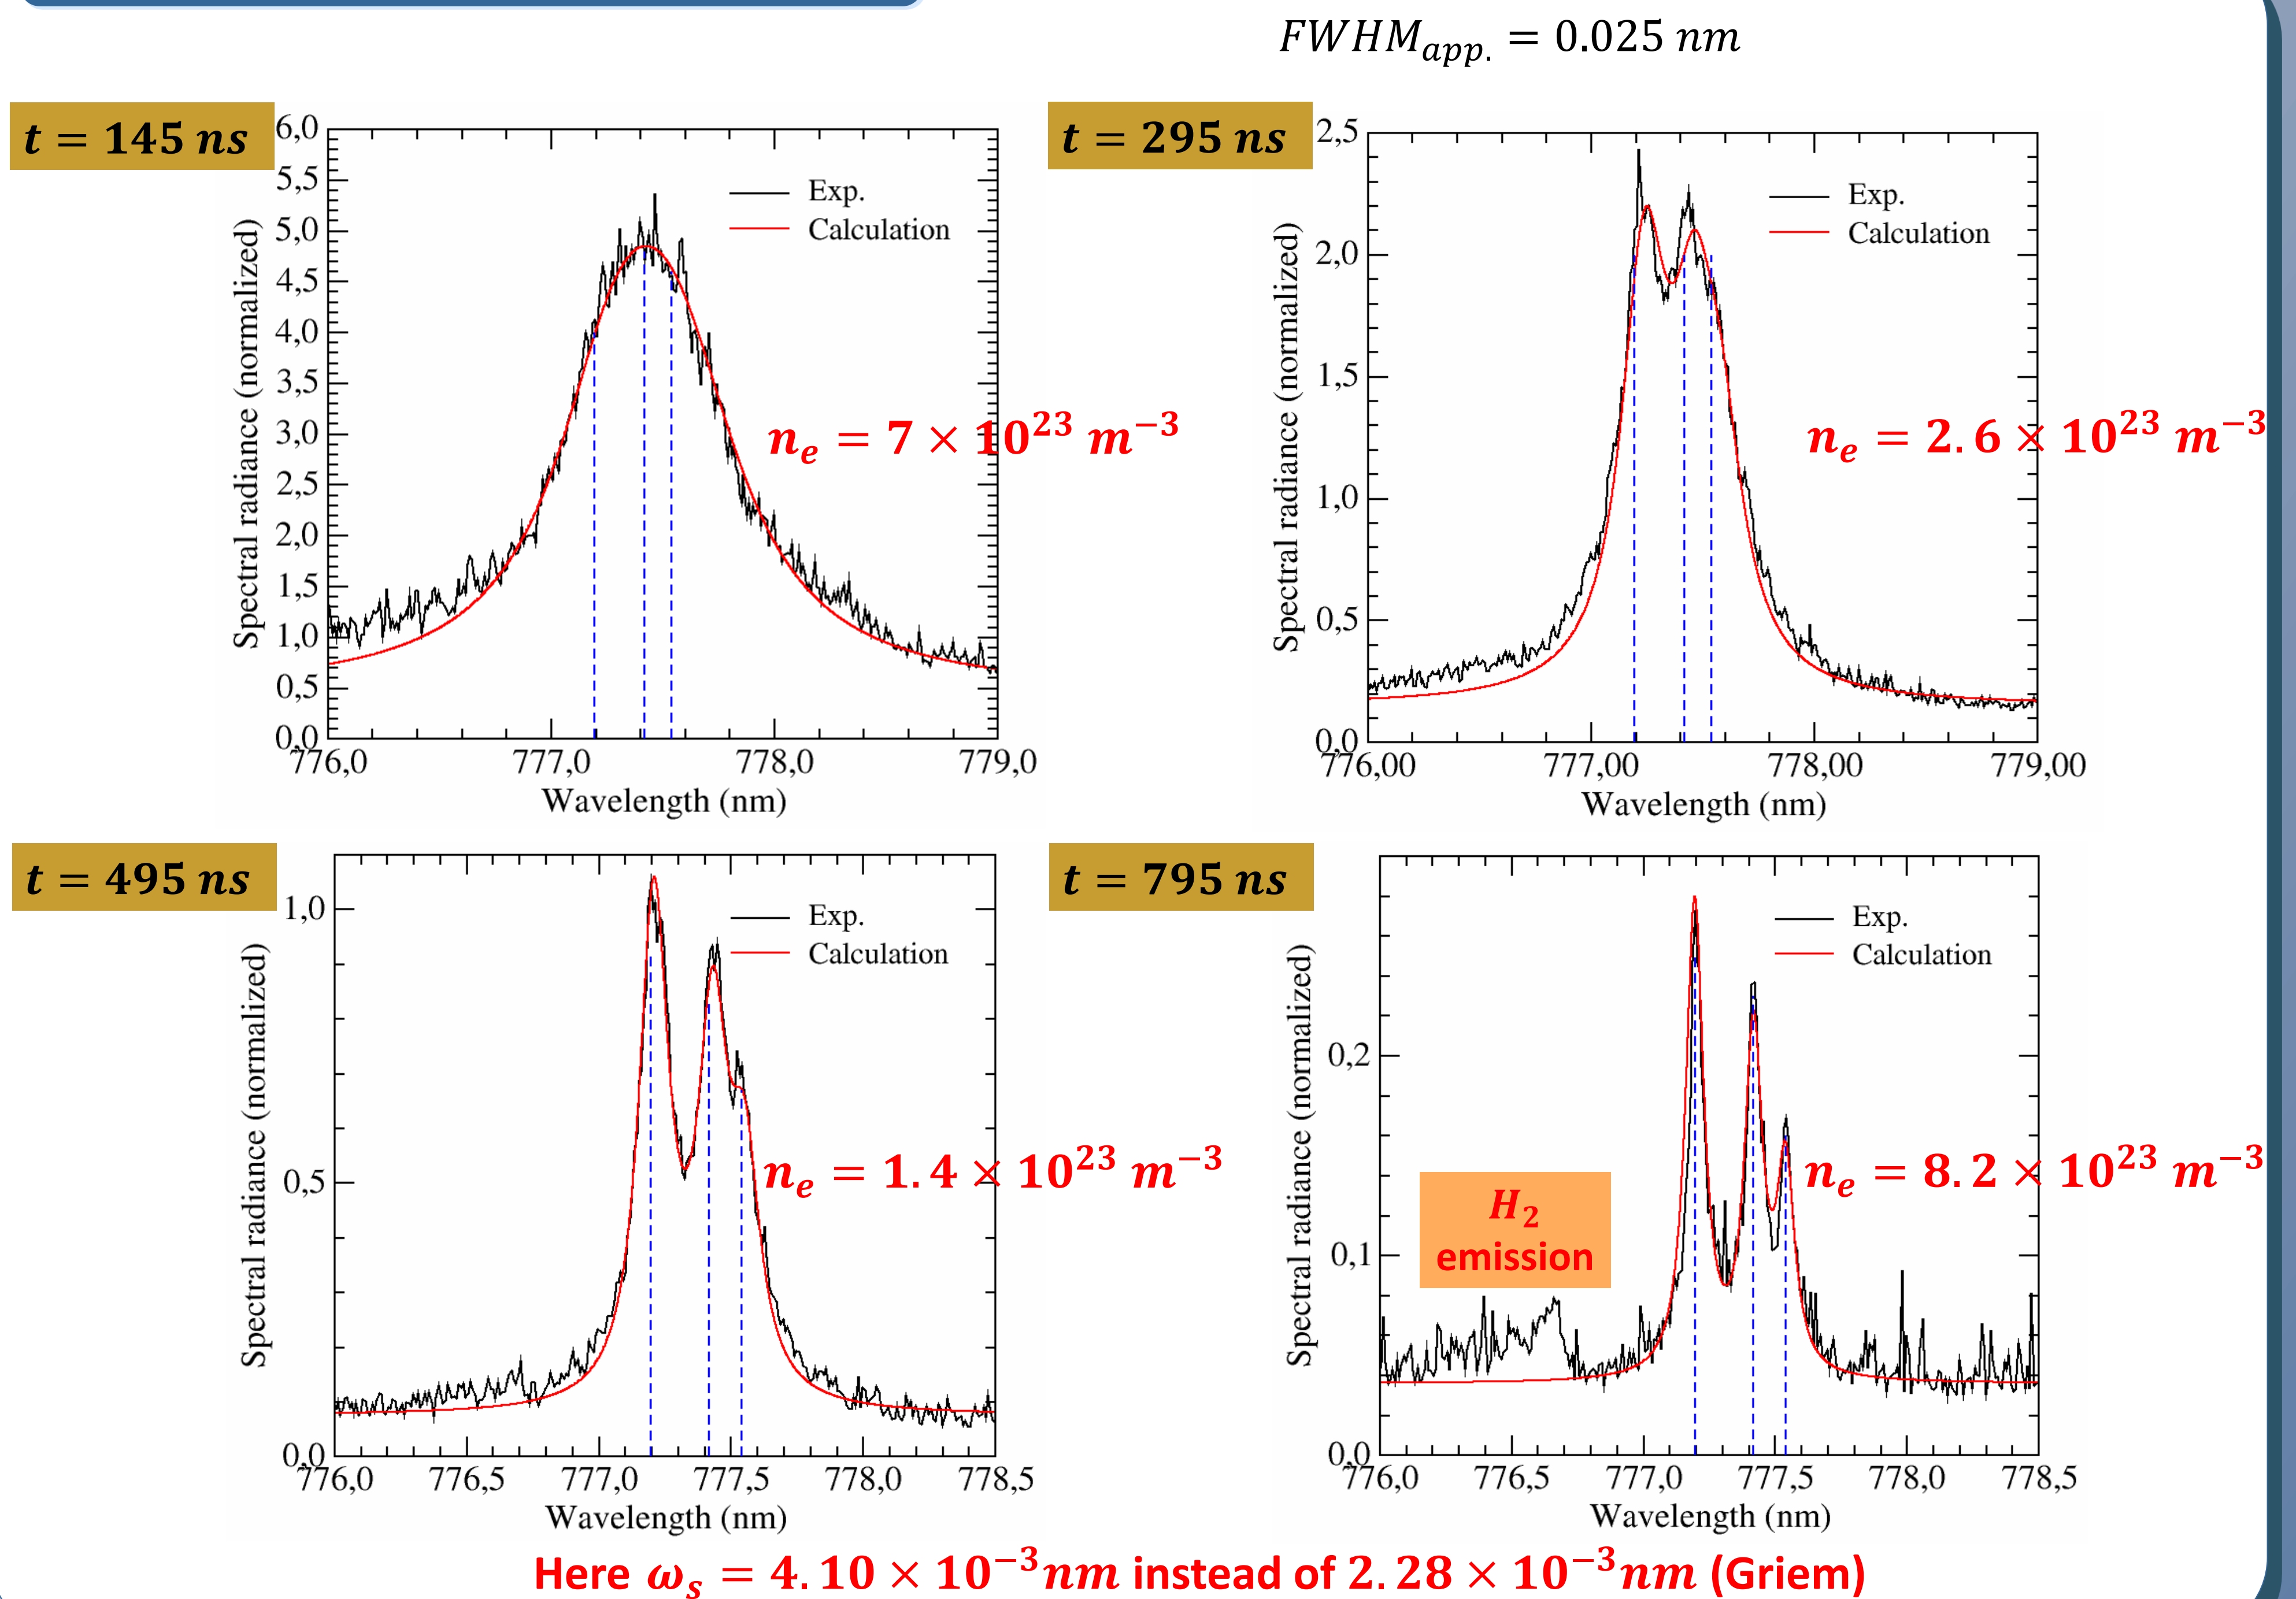 FWHM_app. = 0.025 nm
t = 145 ns
6,0
5,5
5,0
4,5
4,0
3,5
3,0
2,5
2,0
1,5
1,0
0,5
0,0
776,0 777,0 778,0 779,0
Wavelength (nm)
Spectral radiance (normalized)
Exp.
Calculation
n_e = 7 × 10^23 m^−3
t = 295 ns
2,5
2,0
1,5
1,0
0,5
0,0
776,00 777,00 778,00 779,00
Wavelength (nm)
Spectral radiance (normalized)
Exp.
Calculation
n_e = 2.6 × 10^23 m^−3
t = 495 ns
1,0
0,5
0,0
776,0 776,5 777,0 777,5 778,0 778,5
Wavelength (nm)
Spectral radiance (normalized)
Exp.
Calculation
n_e = 1.4 × 10^23 m^−3
t = 795 ns
0,2
0,1
0,0
776,0 776,5 777,0 777,5 778,0 778,5
Wavelength (nm)
Spectral radiance (normalized)
Exp.
Calculation
H_2
emission
n_e = 8.2 × 10^23 m^−3
Here ω_s = 4.10 × 10^−3 nm instead of 2.28 × 10^−3 nm (Griem)